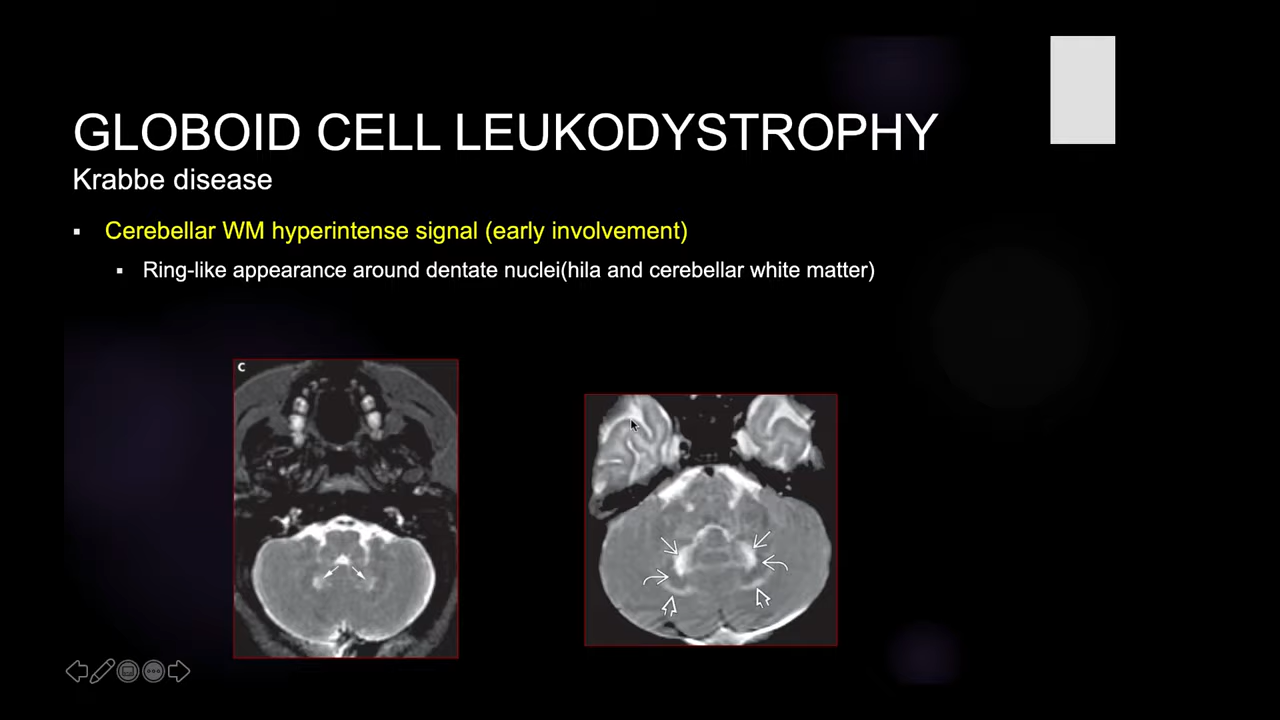 GLOBOID CELL LEUKODYSTROPHY
Krabbe disease
Cerebellar WM hyperintense signal (early involvement)
Ring-like appearance around dentate nuclei(hila and cerebellar white matter)
C